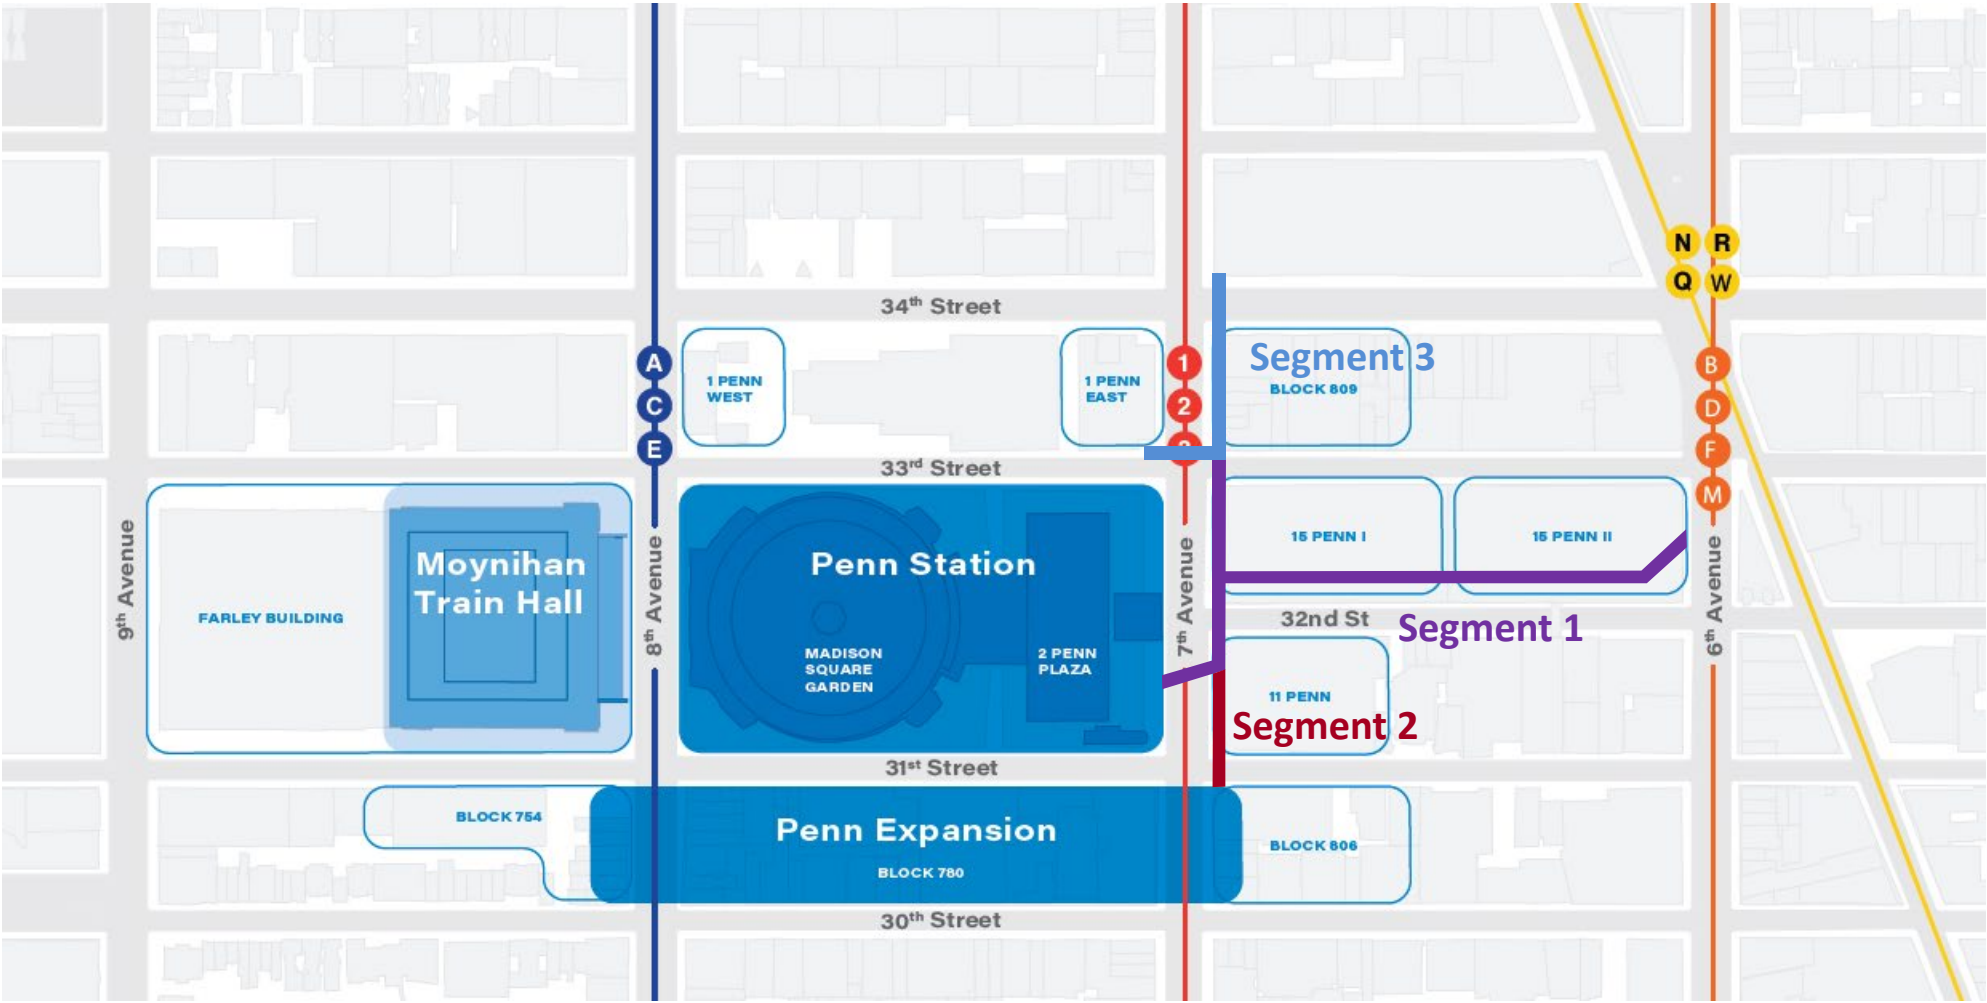 N R
Q W
34th Street
Segment 3
A
C
E
1 PENN
WEST
1 PENN
EAST
1
2
BLOCK 809
B
D
F
M
33rd Street
9th Avenue
8th Avenue
7th Avenue
6th Avenue
Moynihan
Train Hall
FARLEY BUILDING
Penn Station
MADISON
SQUARE
GARDEN
2 PENN
PLAZA
15 PENN I
15 PENN II
32nd St
Segment 1
11 PENN
Segment 2
31st Street
BLOCK 754
Penn Expansion
BLOCK 780
BLOCK 806
30th Street